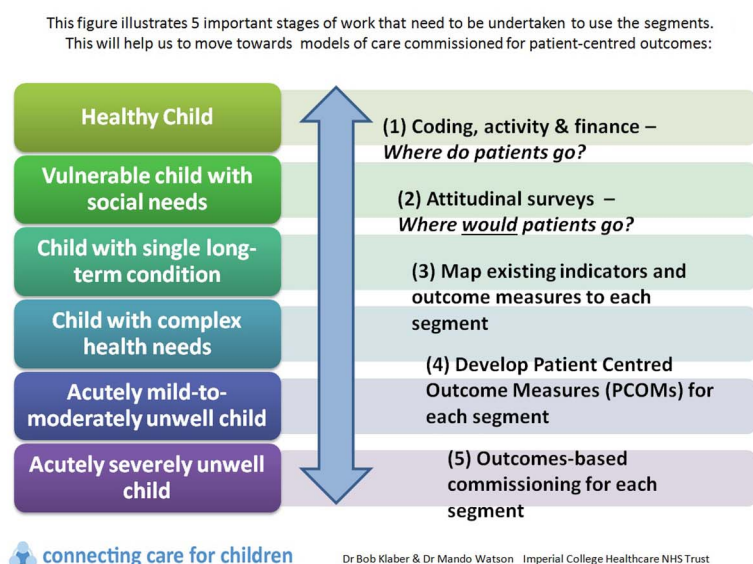 This figure illustrates 5 important stages of work that need to be undertaken to use the segments.
This will help us to move towards models of care commissioned for patient-centred outcomes:
Healthy Child
Vulnerable child with
social needs
Child with single long-
term condition
Child with complex
health needs
Acutely mild-to-
moderately unwell child
Acutely severely unwell
child
(1) Coding, activity & finance –
Where do patients go?
(2) Attitudinal surveys –
Where would patients go?
(3) Map existing indicators and
outcome measures to each
segment
(4) Develop Patient Centred
Outcome Measures (PCOMs) for
each segment
(5) Outcomes-based
commissioning for each
segment
connecting care for children
Dr Bob Klaber & Dr Mando Watson Imperial College Healthcare NHS Trust